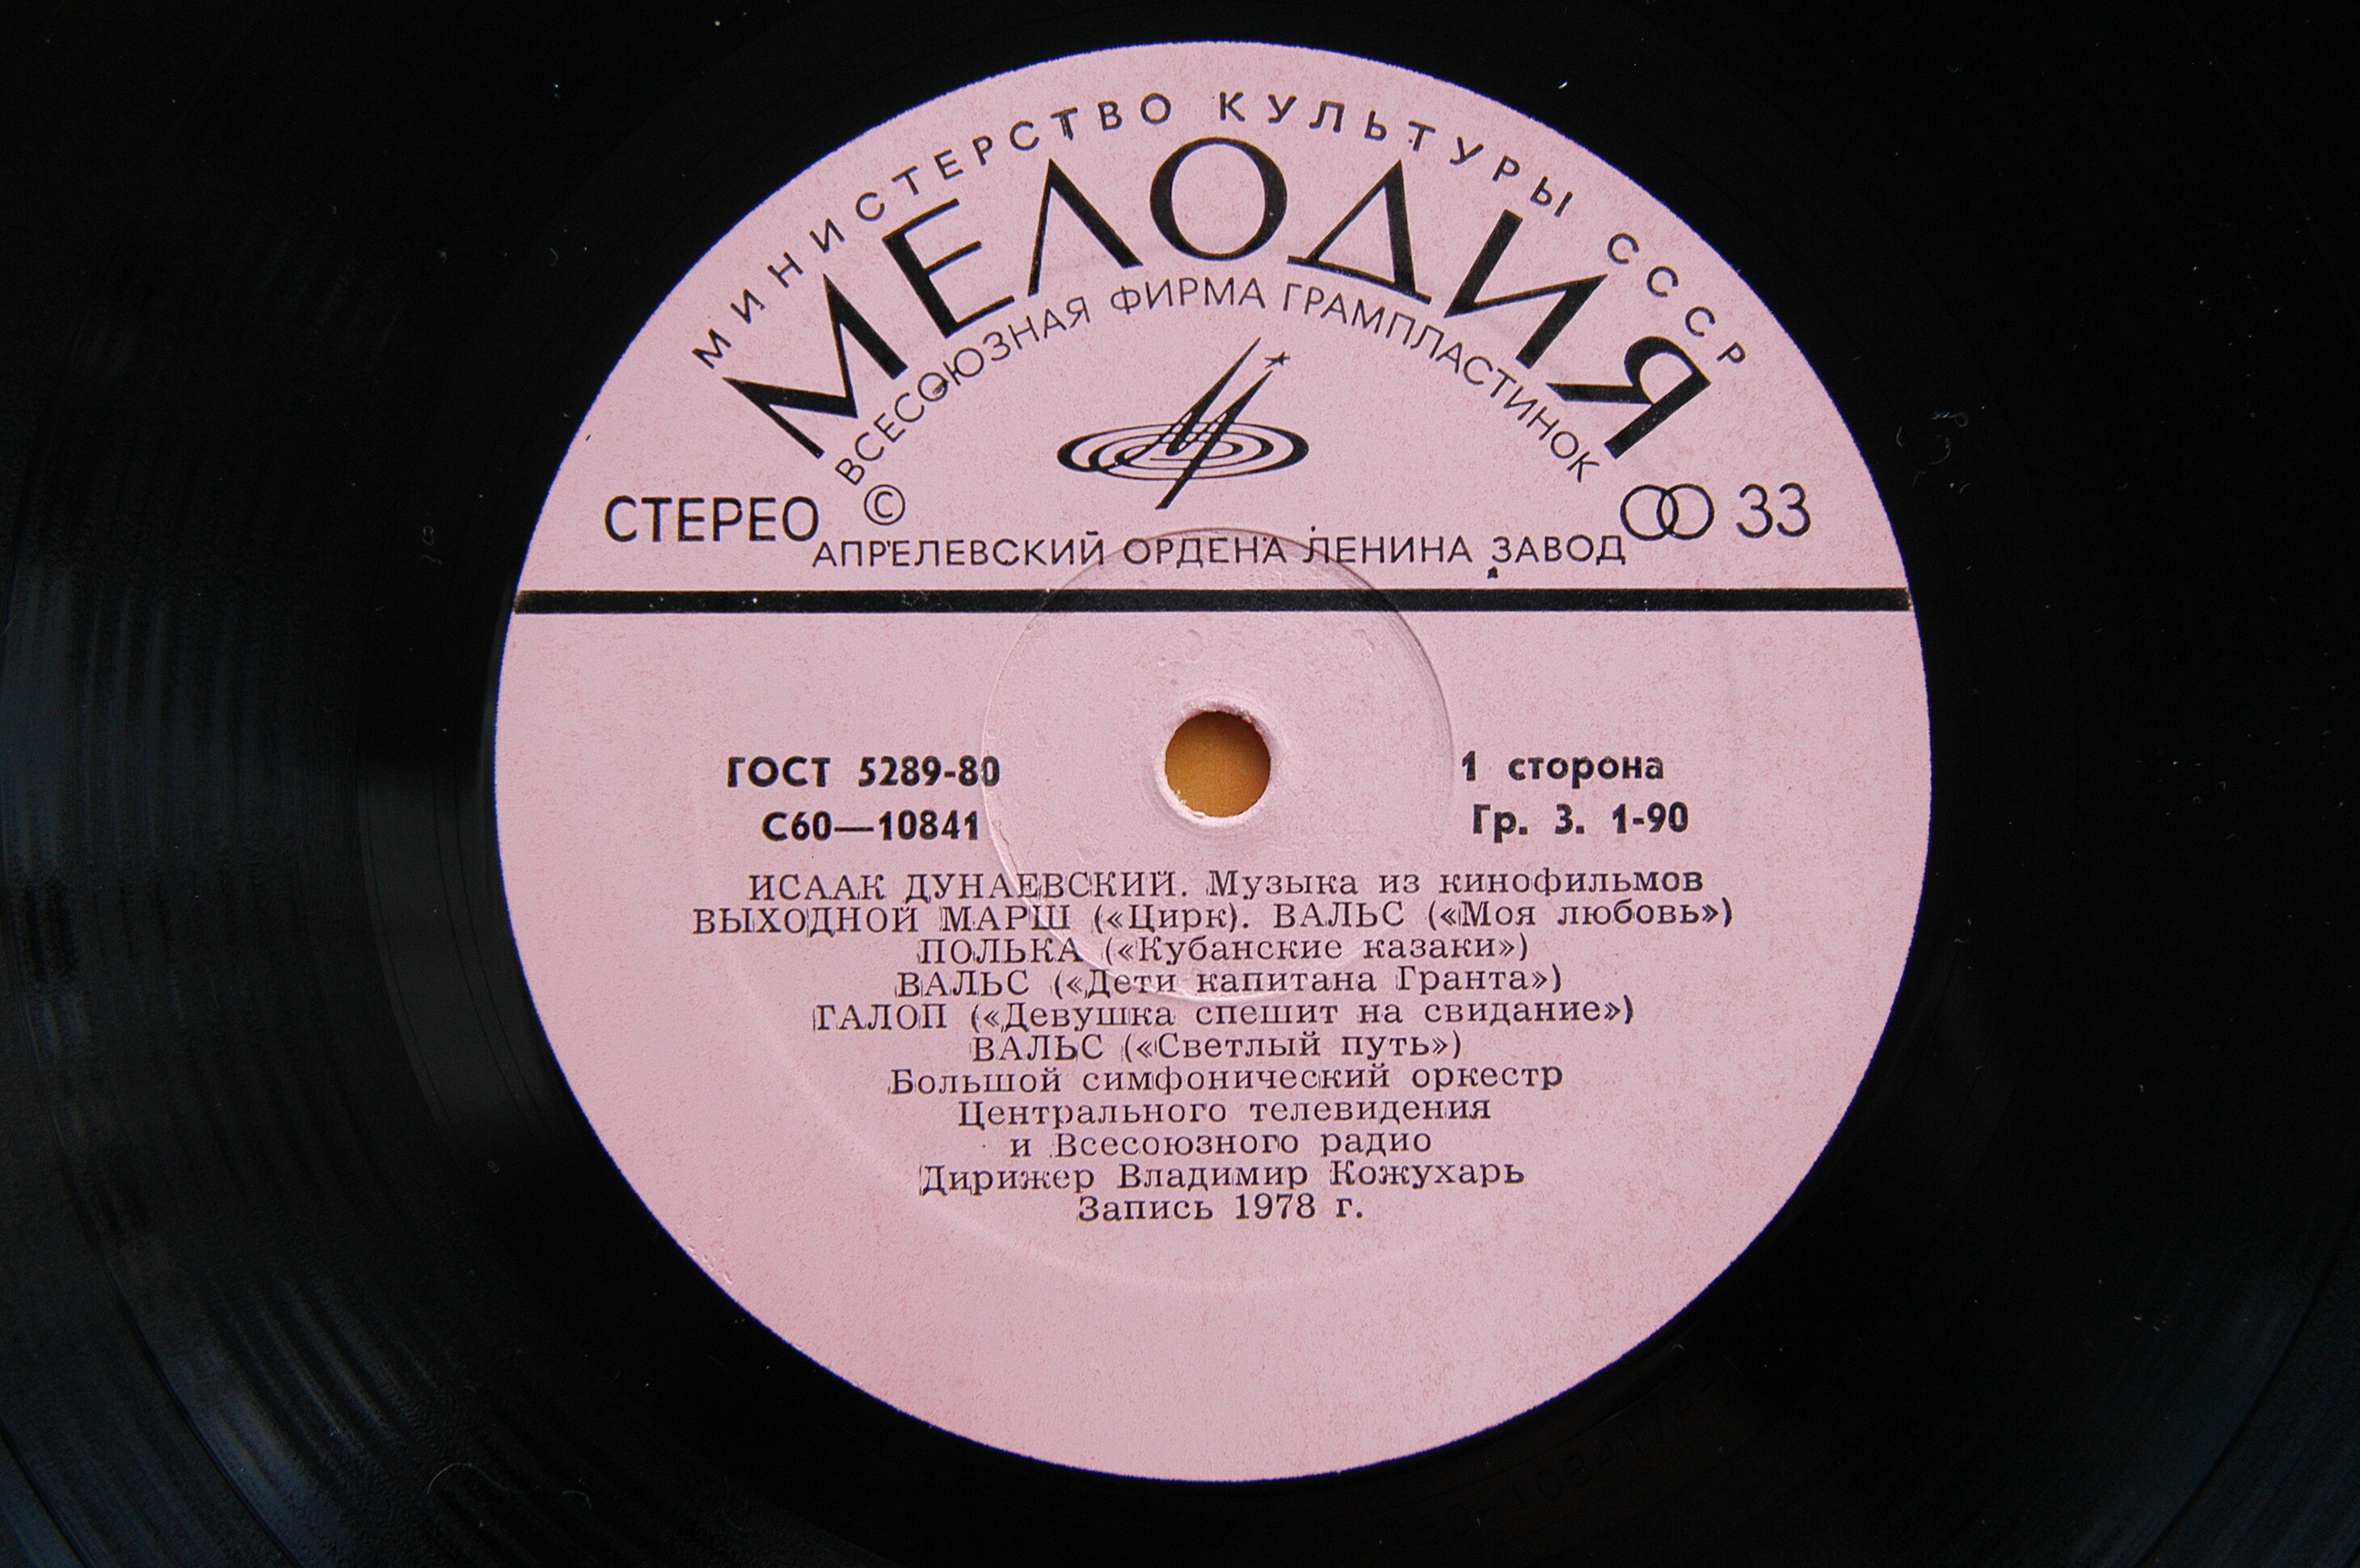 МИНИСТЕРСТВО КУЛЬТУРЫ СССР
МЕЛОДИЯ
ВСЕСОЮЗНАЯ ФИРМА ГРАМПЛАСТИНОК
СТЕРЕО © 33
АПРЕЛЕВСКИЙ ОРДЕНА ЛЕНИНА ЗАВОД
ГОСТ 5289-80 1 сторона
С60—10841 Гр. 3. 1-90
ИСААК ДУНАЕВСКИЙ. Музыка из кинофильмов
ВЫХОДНОЙ МАРШ («Цирк). ВАЛЬС («Моя любовь»)
ПОЛЬКА («Кубанские казаки»)
ВАЛЬС («Дети капитана Гранта»)
ГАЛОП («Девушка спешит на свидание»)
ВАЛЬС («Светлый путь»)
Большой симфонический оркестр
Центрального телевидения
и Всесоюзного радио
Дирижер Владимир Кожухарь
Запись 1978 г.